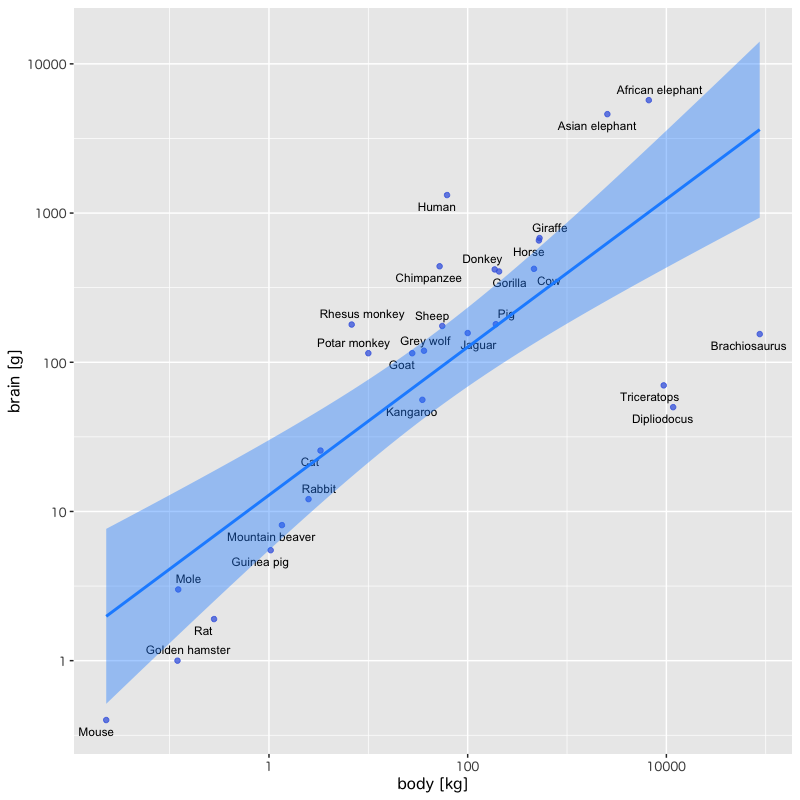 10000
African elephant
Asian elephant
1000
Human
Giraffe
Horse
Donkey
Chimpanzee
Gorilla
Cow
Rhesus monkey
Sheep
Pig
Potar monkey
Grey wolf
Jaguar
Brachiosaurus
100
Goat
Triceratops
Kangaroo
Dipliodocus
Cat
Rabbit
10
Mountain beaver
Guinea pig
Mole
Rat
Golden hamster
1
Mouse
1
100
10000
body [kg]
brain [g]